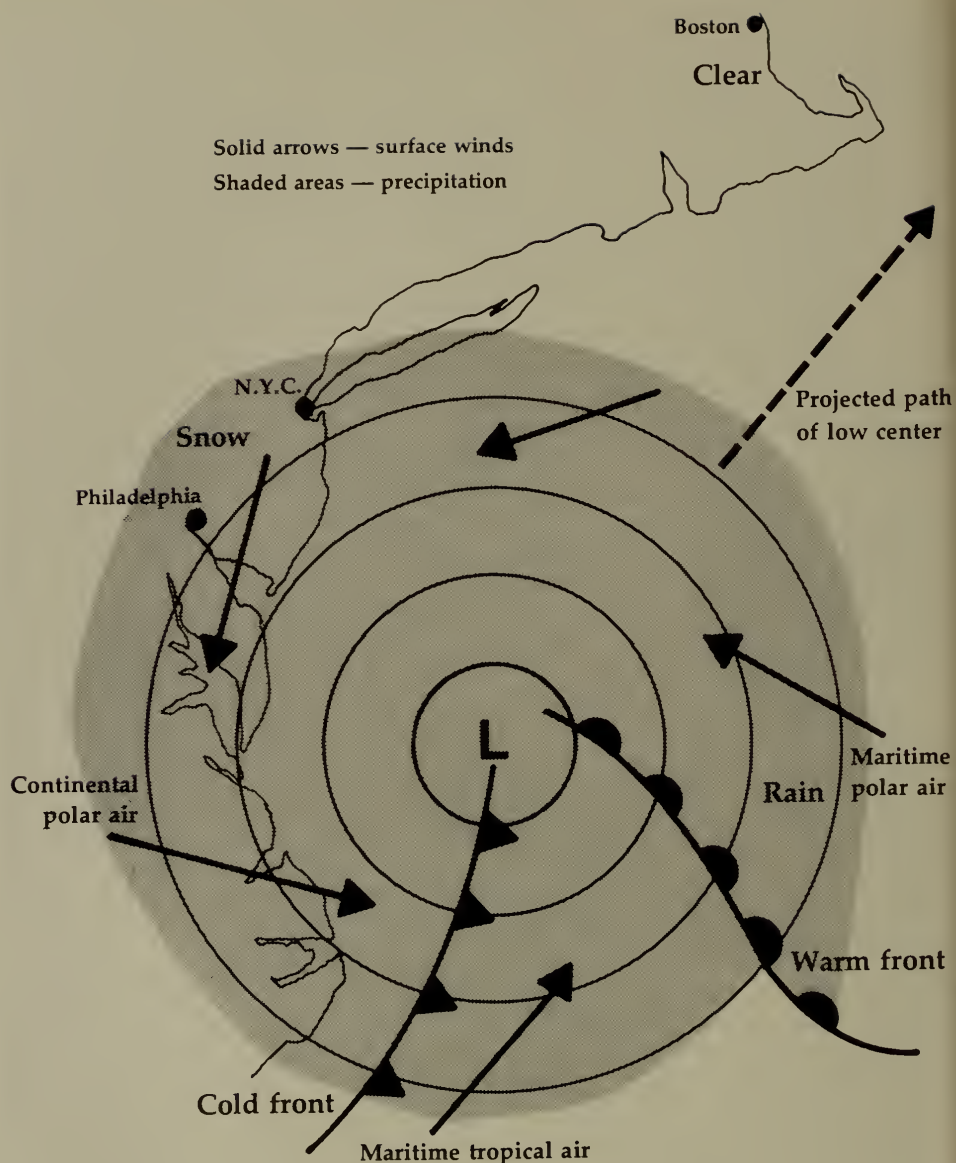 Boston
Clear
Solid arrows — surface winds
Shaded areas — precipitation
N.Y.C.
Snow
Projected path
of low center
Philadelphia
L
Continental
polar air
Maritime
polar air
Rain
Warm front
Cold front
Maritime tropical air